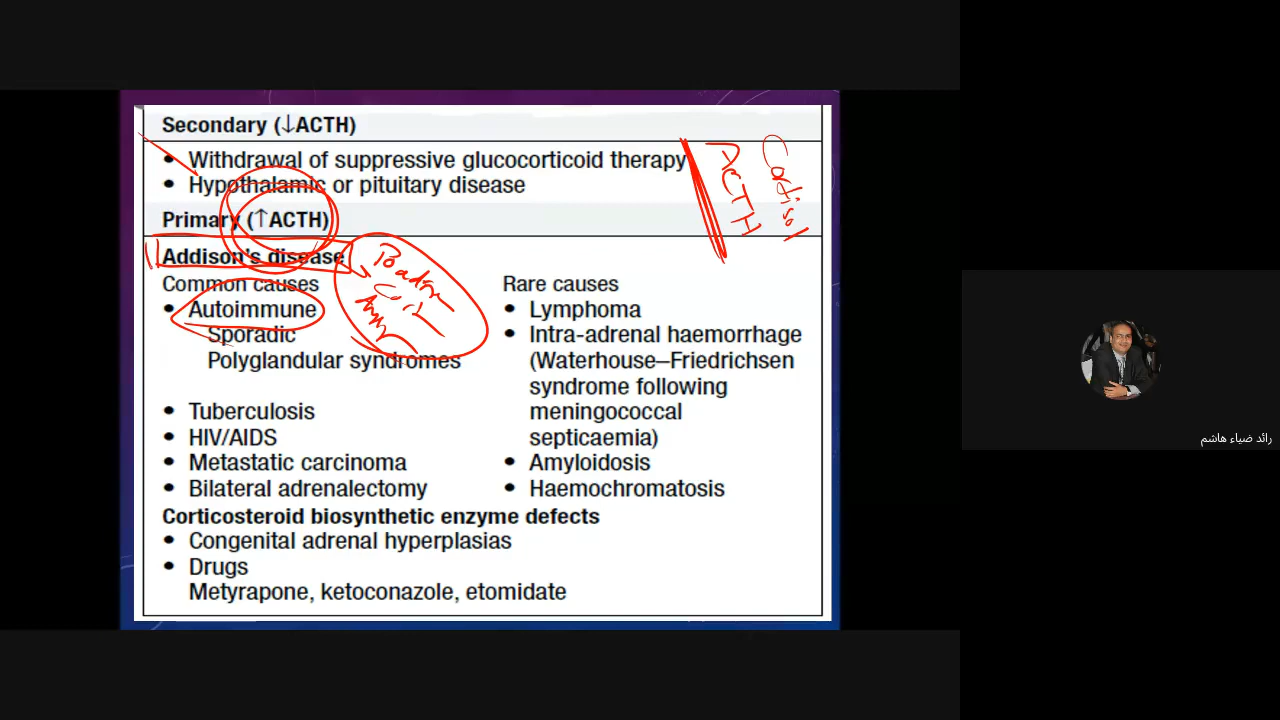 Secondary (↓ACTH)
• Withdrawal of suppressive glucocorticoid therapy
• Hypothalamic or pituitary disease
Primary (↑ACTH)
Addison's disease
Common causes
• Autoimmune
Sporadic
Polyglandular syndromes
• Tuberculosis
• HIV/AIDS
• Metastatic carcinoma
• Bilateral adrenalectomy
Rare causes
• Lymphoma
• Intra-adrenal haemorrhage
(Waterhouse–Friedrichsen
syndrome following
meningococcal
septicaemia)
• Amyloidosis
• Haemochromatosis
Corticosteroid biosynthetic enzyme defects
• Congenital adrenal hyperplasias
• Drugs
Metyrapone, ketoconazole, etomidate
Cortisol
ACTH
رائد ضياء هاشم